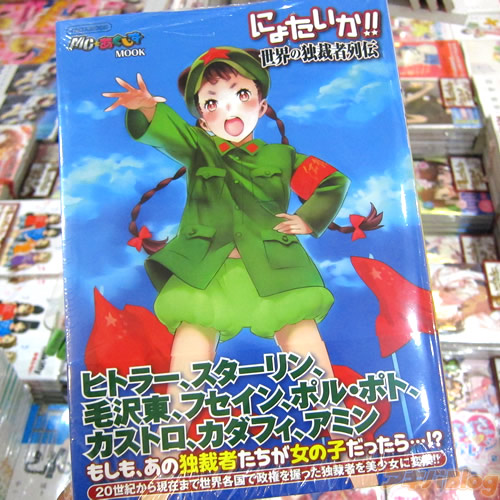 MC☆あくしず
MOOK
にょたいか!!
世界の独裁者列伝
ヒトラー、スターリン、
毛沢東、フセイン、ポル・ポト、
カストロ、カダフィ、アミン
もしも、あの独裁者たちが女の子だったら…!?
20世紀から現在まで世界各国で政権を握った独裁者を美少女に変換!!